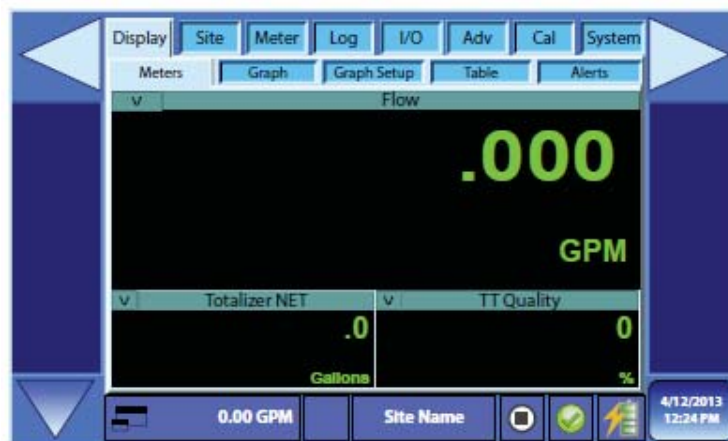 Display Site Meter Log I/O Adv Cal System
Meters Graph Graph Setup Table Alerts
v Flow
.000
GPM
v Totalizer NET v TT Quality
.0 0
Gallons %
0.00 GPM Site Name
4/12/2013
12:24 PM